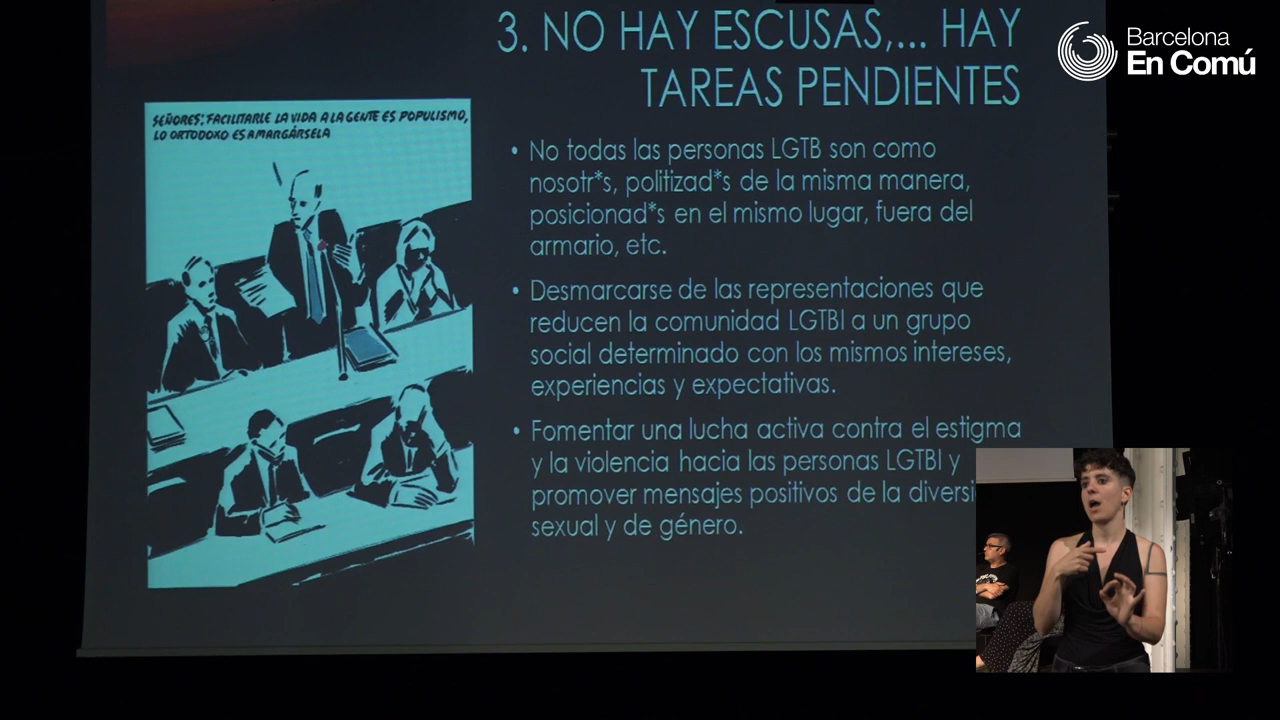 3. NO HAY ESCUSAS,... HAY
TAREAS PENDIENTES
Barcelona
En Comú
SEÑORES; FACILITARLE LA VIDA A LA GENTE ES POPULISMO,
LO ORTODOXO ES AMARGÁRSELA
• No todas las personas LGTB son como
nosotr*s, politizad*s de la misma manera,
posicionad*s en el mismo lugar, fuera del
armario, etc.
• Desmarcarse de las representaciones que
reducen la comunidad LGTBI a un grupo
social determinado con los mismos intereses,
experiencias y expectativas.
• Fomentar una lucha activa contra el estigma
y la violencia hacia las personas LGTBI y
promover mensajes positivos de la diversi
sexual y de género.